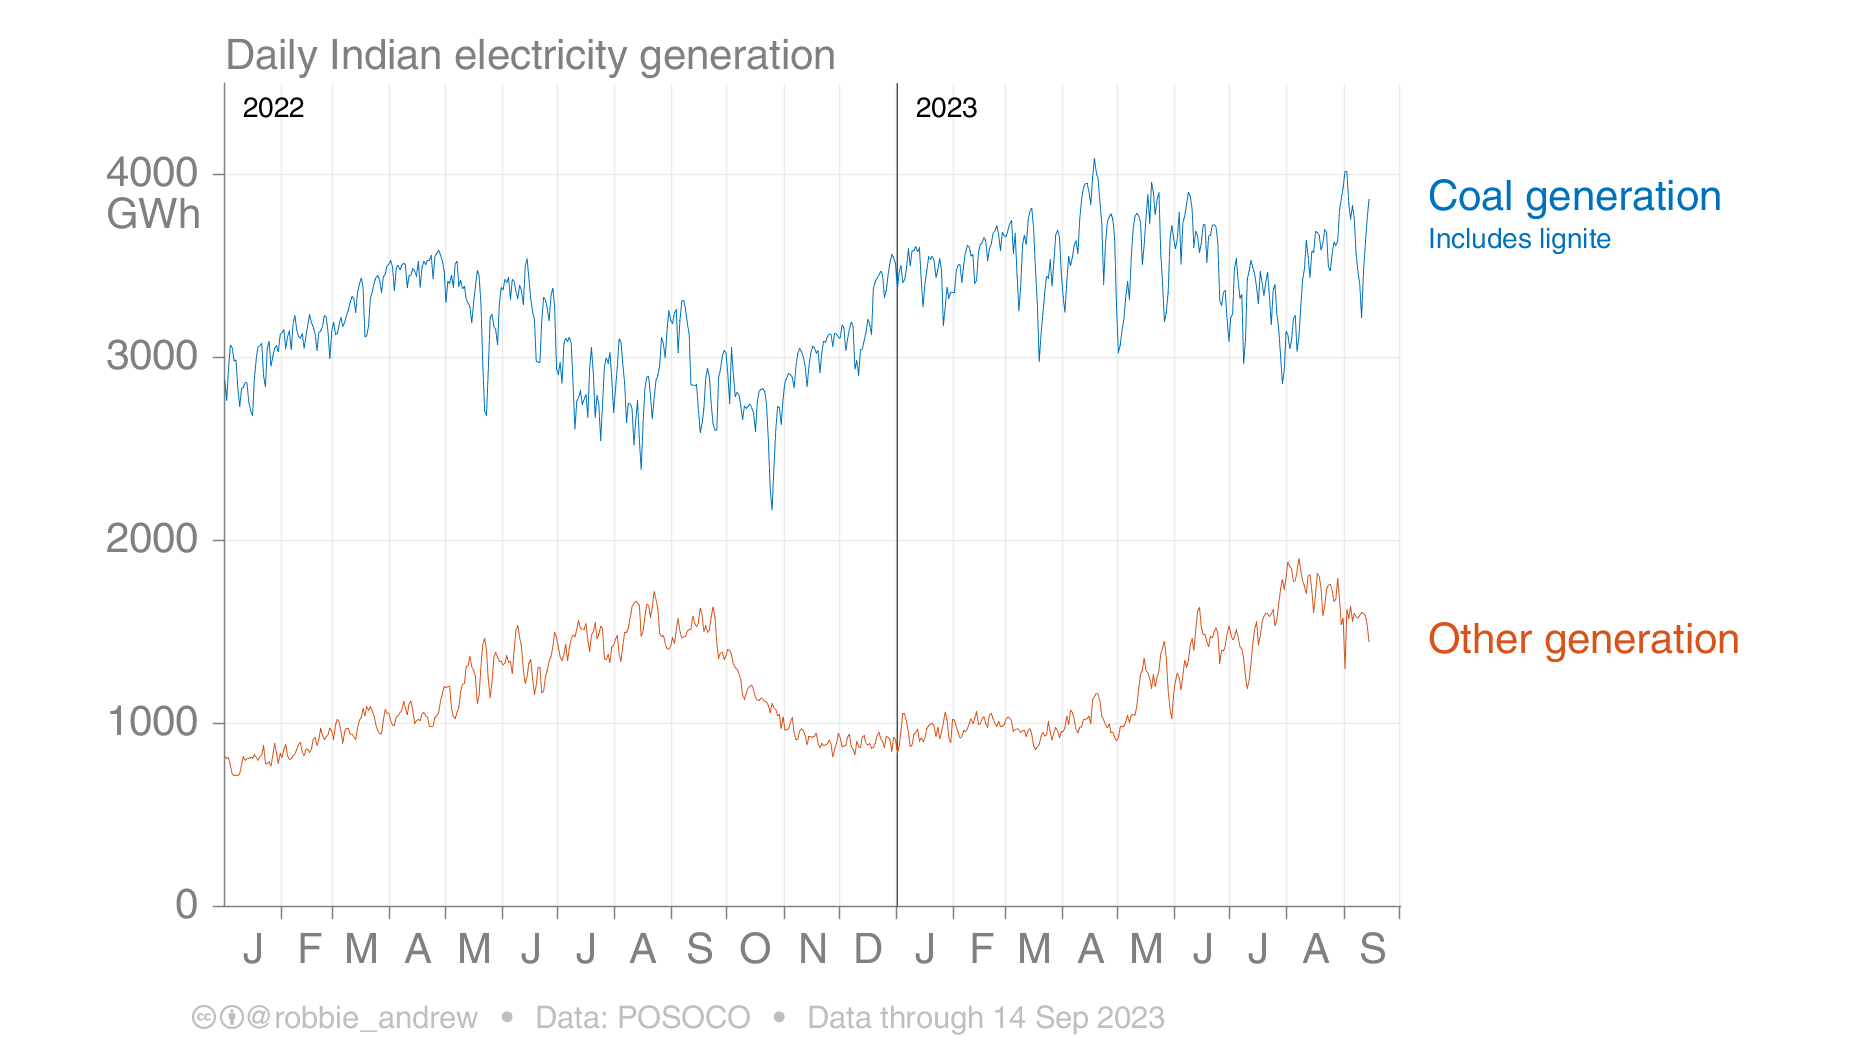 Daily Indian electricity generation
2022
2023
4000
GWh
3000
2000
1000
0
Coal generation
Includes lignite
Other generation
J F M A M J J A S O N D J F M A M J J A S
cc @robbie_andrew • Data: POSOCO • Data through 14 Sep 2023